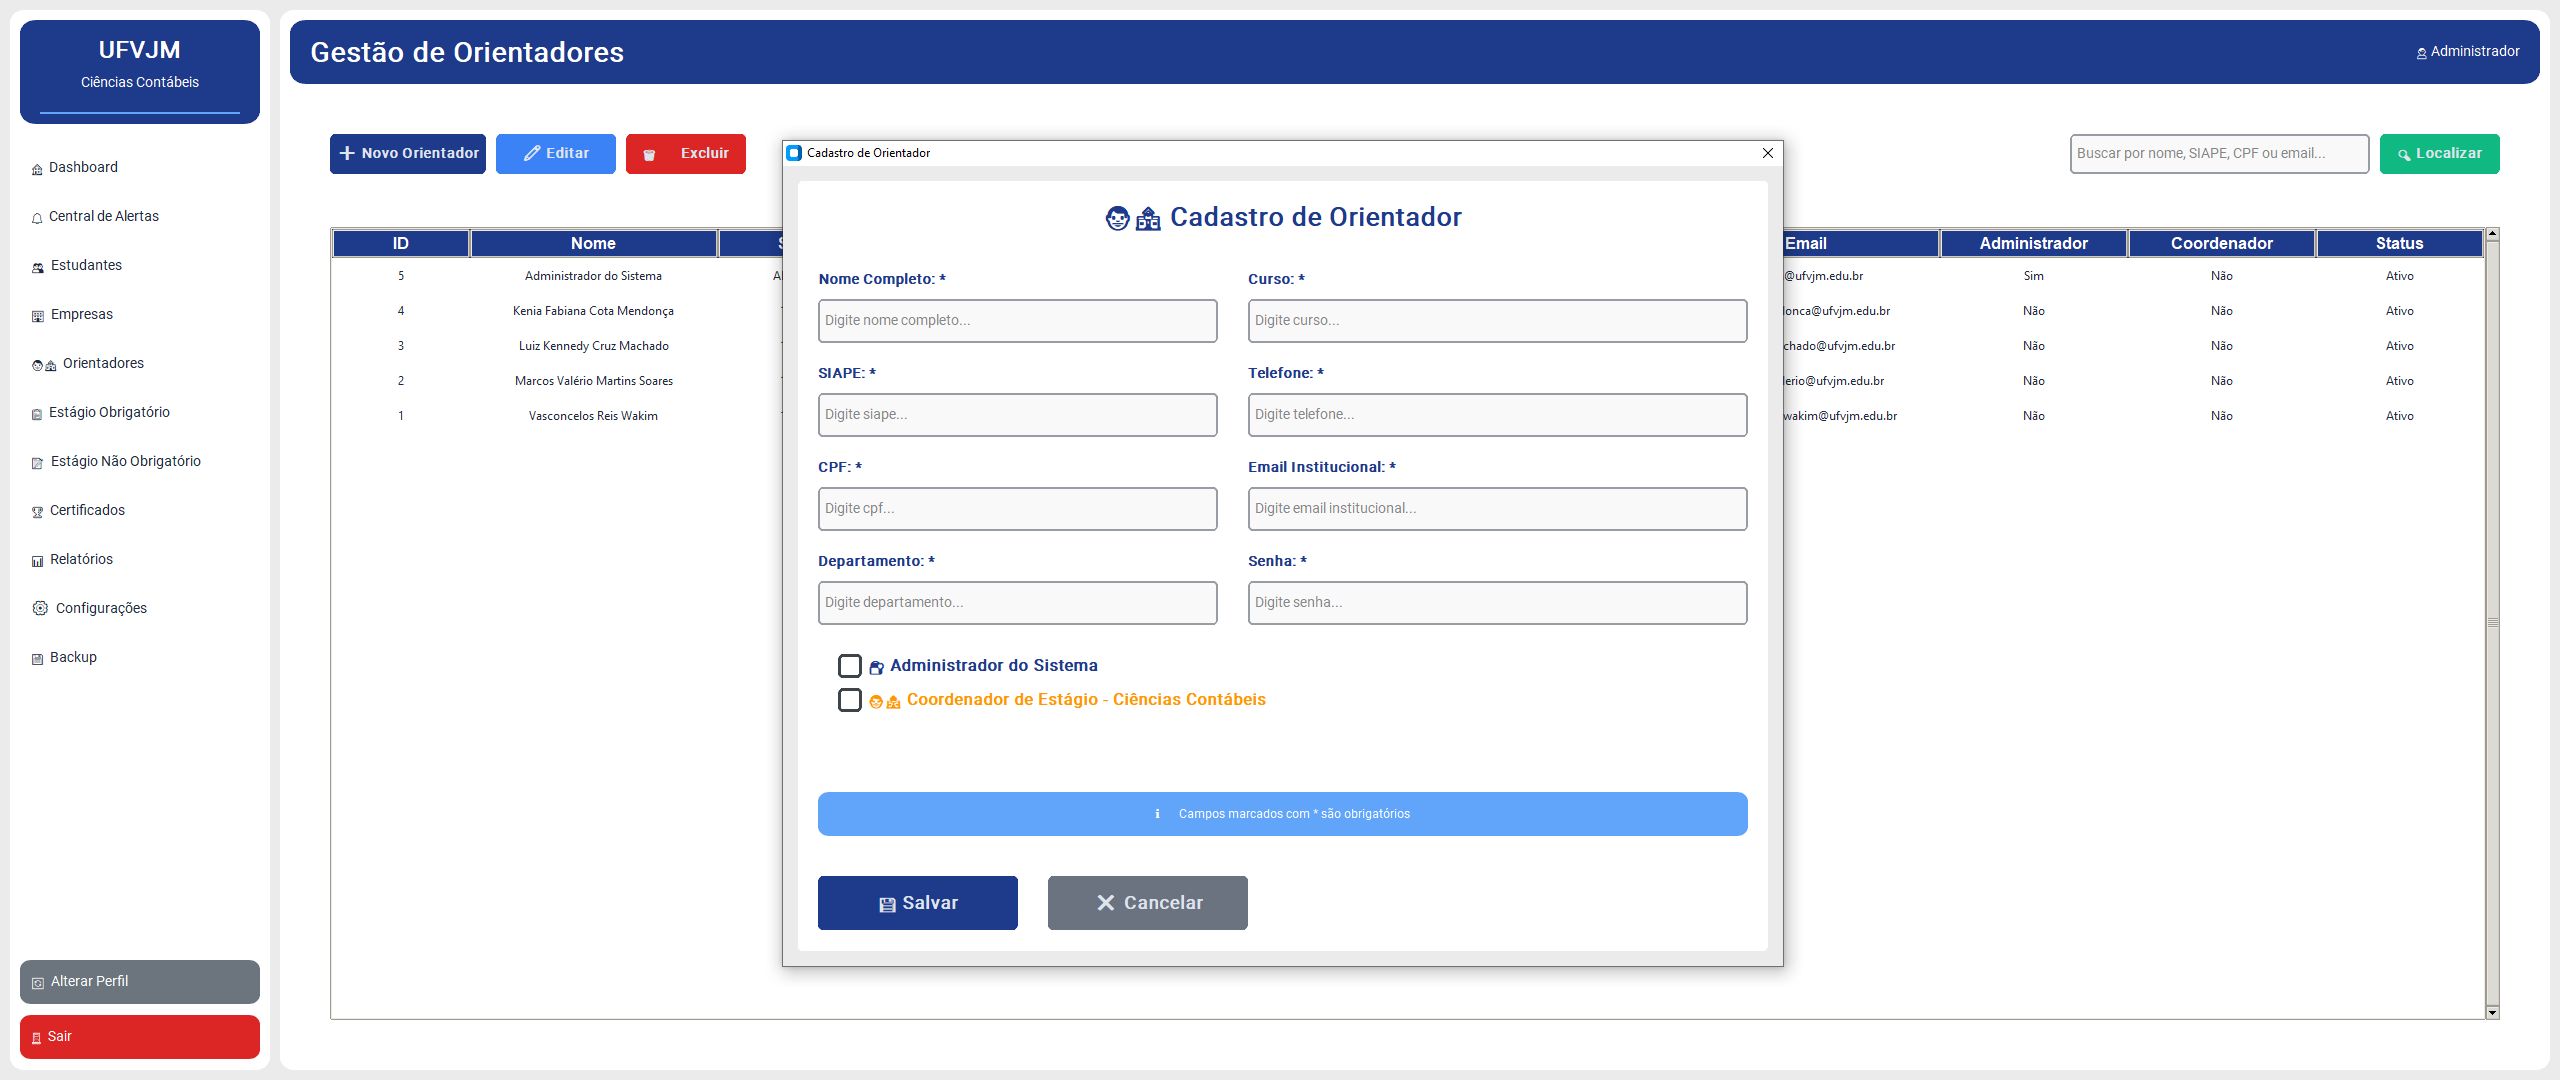 UFVJM
Ciências Contábeis
Dashboard
Central de Alertas
Estudantes
Empresas
Orientadores
Estágio Obrigatório
Estágio Não Obrigatório
Certificados
Relatórios
Configurações
Backup
Alterar Perfil
Sair
Gestão de Orientadores
Administrador
Novo Orientador
Editar
Excluir
Buscar por nome, SIAPE, CPF ou email...
Localizar
ID Nome Email Administrador Coordenador Status
5 Administrador do Sistema @ufvjm.edu.br Sim Não Ativo
4 Kenia Fabiana Cota Mendonça onca@ufvjm.edu.br Não Não Ativo
3 Luiz Kennedy Cruz Machado chado@ufvjm.edu.br Não Não Ativo
2 Marcos Valério Martins Soares lerio@ufvjm.edu.br Não Não Ativo
1 Vasconcelos Reis Wakim wakim@ufvjm.edu.br Não Não Ativo
Cadastro de Orientador
Cadastro de Orientador
Nome Completo: *
Digite nome completo...
Curso: *
Digite curso...
SIAPE: *
Digite siape...
Telefone: *
Digite telefone...
CPF: *
Digite cpf...
Email Institucional: *
Digite email institucional...
Departamento: *
Digite departamento...
Senha: *
Digite senha...
Administrador do Sistema
Coordenador de Estágio - Ciências Contábeis
Campos marcados com * são obrigatórios
Salvar
Cancelar